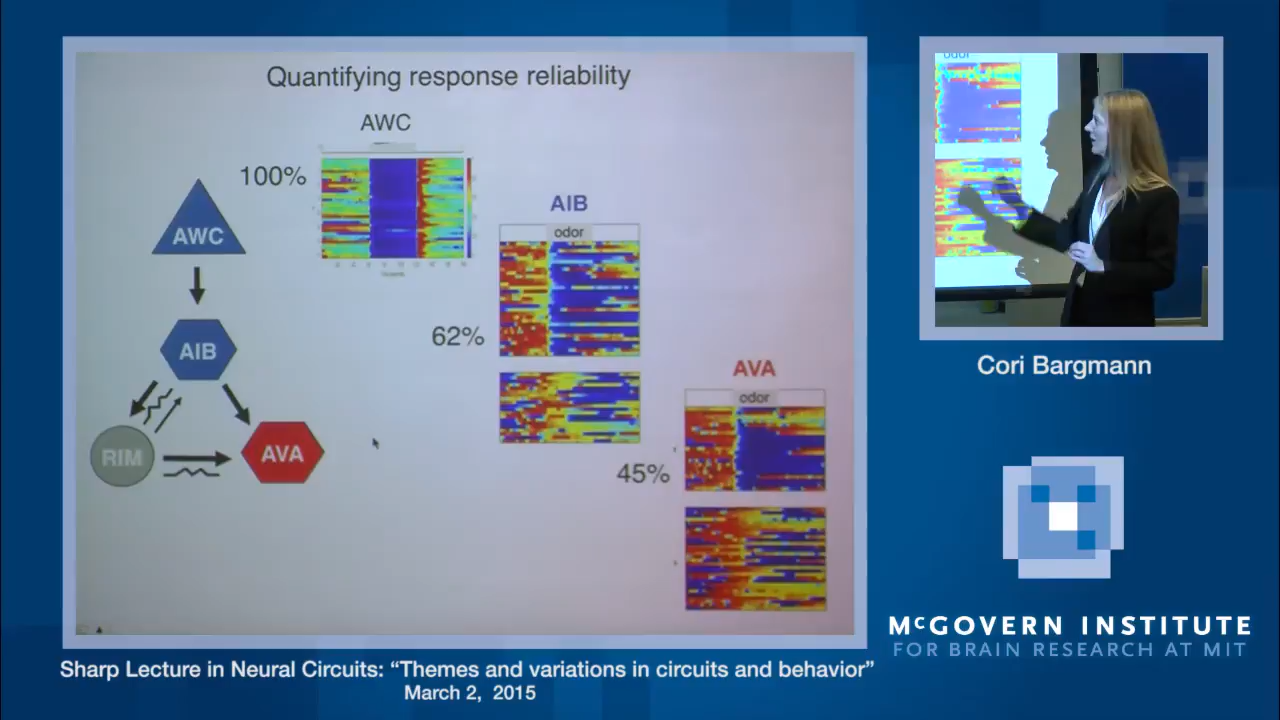 Quantifying response reliability
AWC
100%
AIB
odor
62%
AVA
odor
45%
AWC
AIB
RIM
AVA
odor
Cori Bargmann
McGOVERN INSTITUTE
FOR BRAIN RESEARCH AT MIT
Sharp Lecture in Neural Circuits: “Themes and variations in circuits and behavior”
March 2, 2015